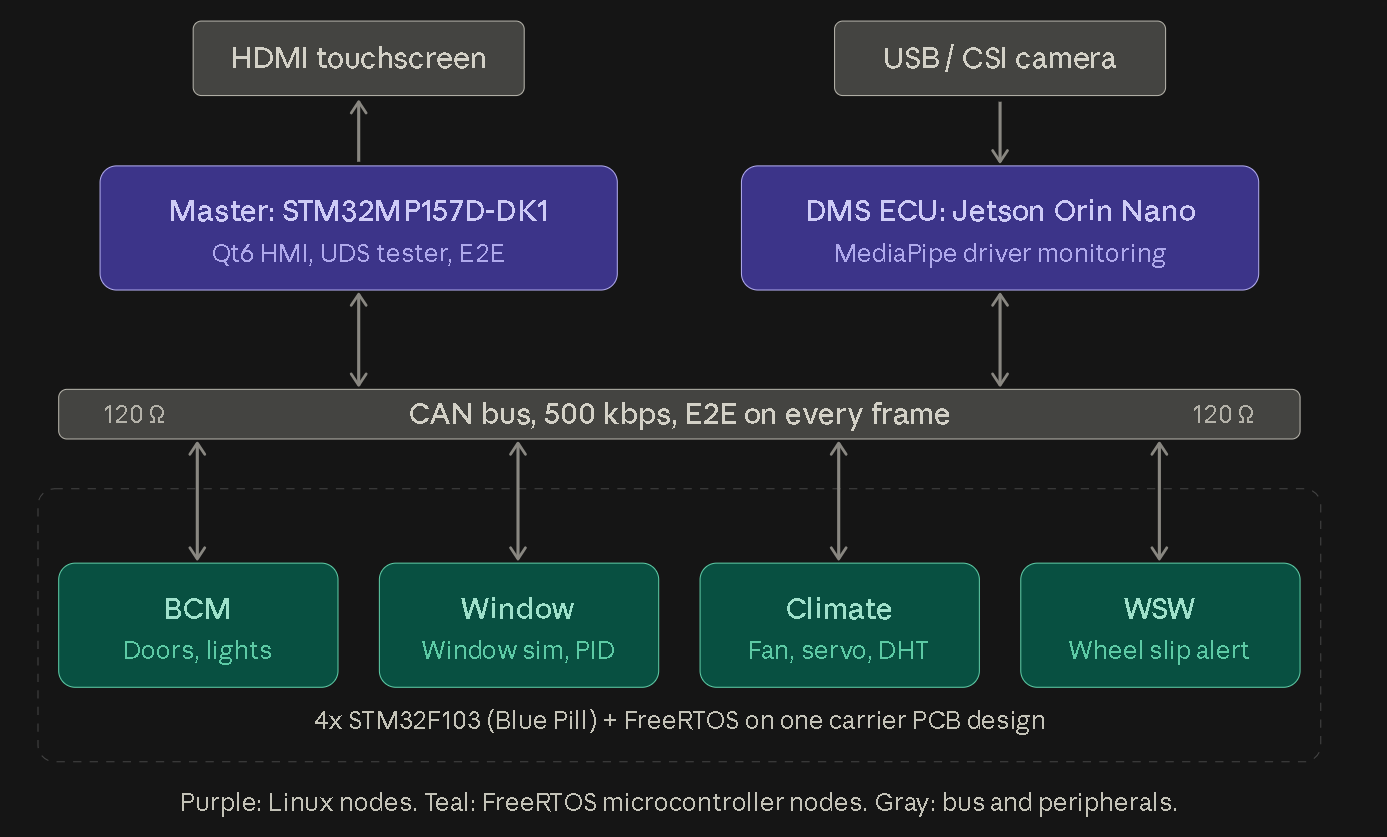 HDMI touchscreen
USB / CSI camera
Master: STM32MP157D-DK1
Qt6 HMI, UDS tester, E2E
DMS ECU: Jetson Orin Nano
MediaPipe driver monitoring
120 Ω
CAN bus, 500 kbps, E2E on every frame
120 Ω
BCM
Doors, lights
Window
Window sim, PID
Climate
Fan, servo, DHT
WSW
Wheel slip alert
4x STM32F103 (Blue Pill) + FreeRTOS on one carrier PCB design
Purple: Linux nodes. Teal: FreeRTOS microcontroller nodes. Gray: bus and peripherals.